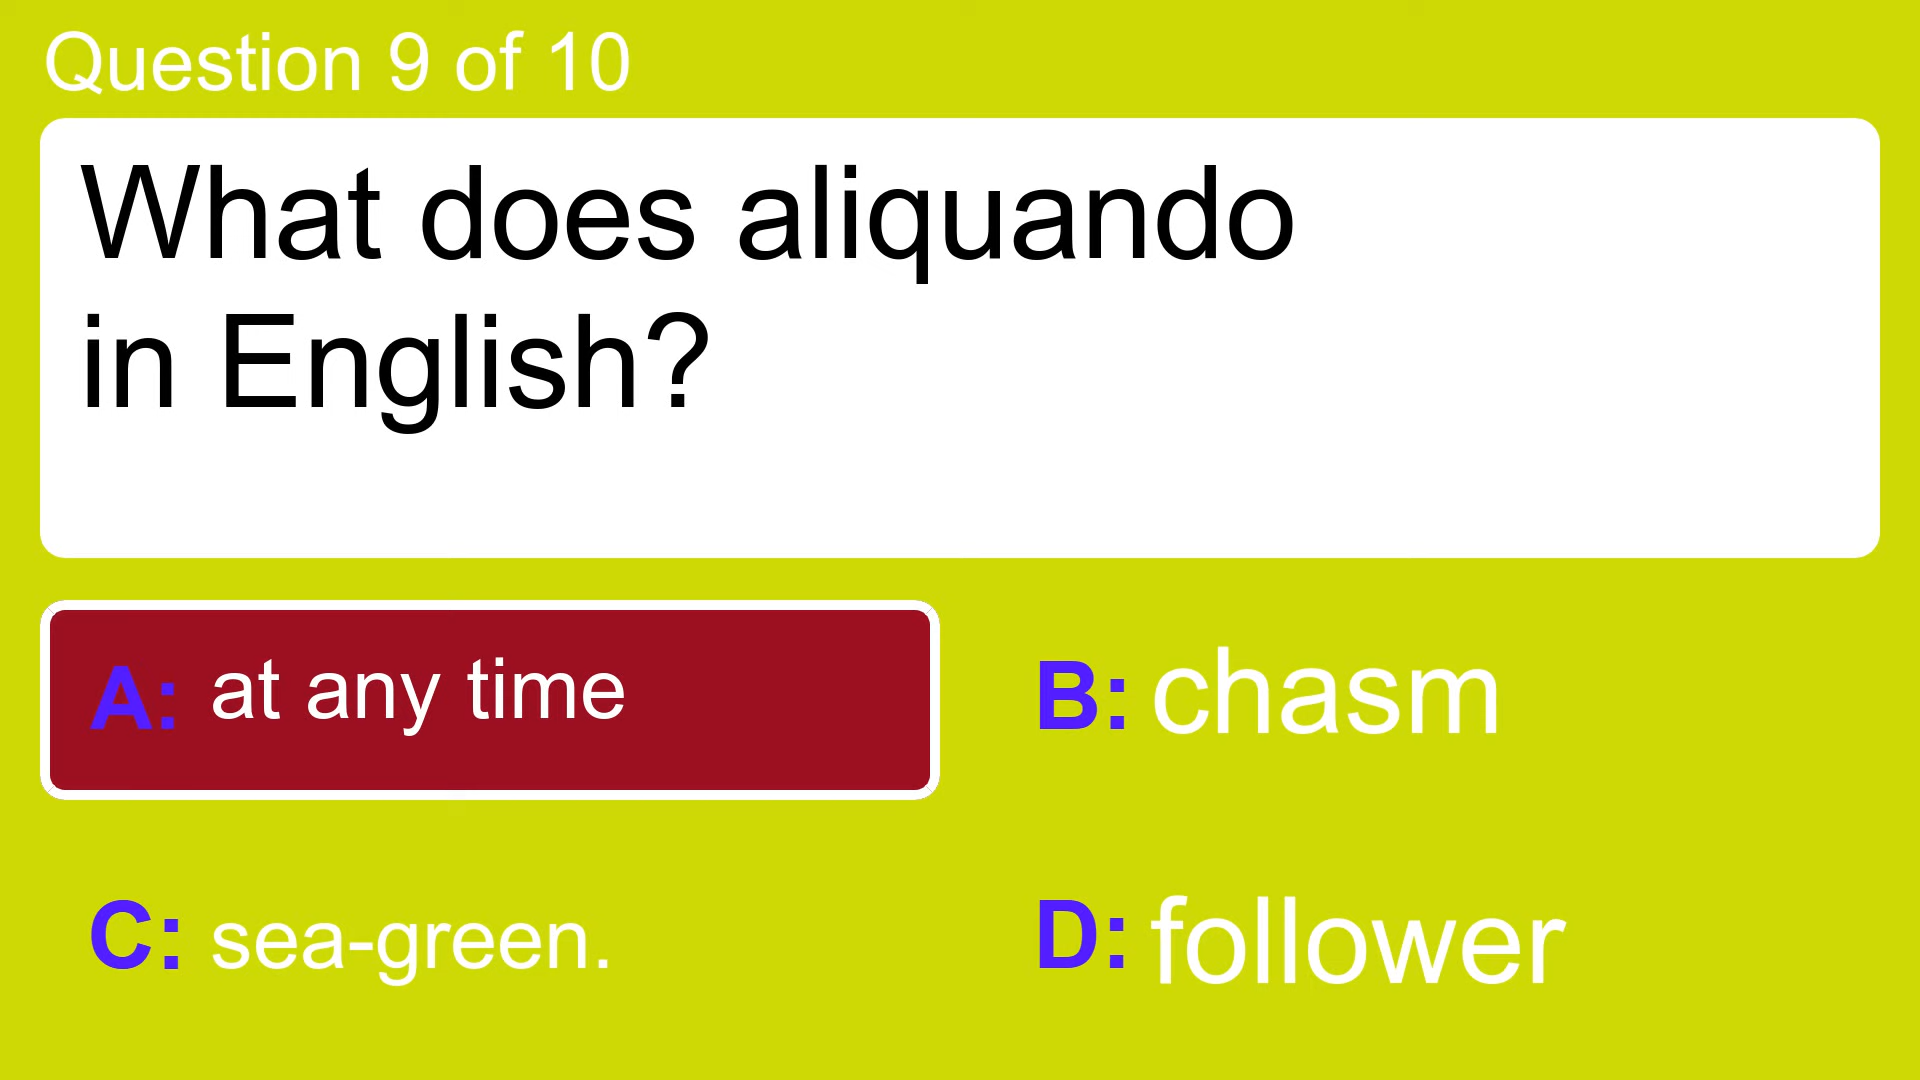 Question 9 of 10
What does aliquando
in English?
A: at any time
B: chasm
C: sea-green.
D: follower